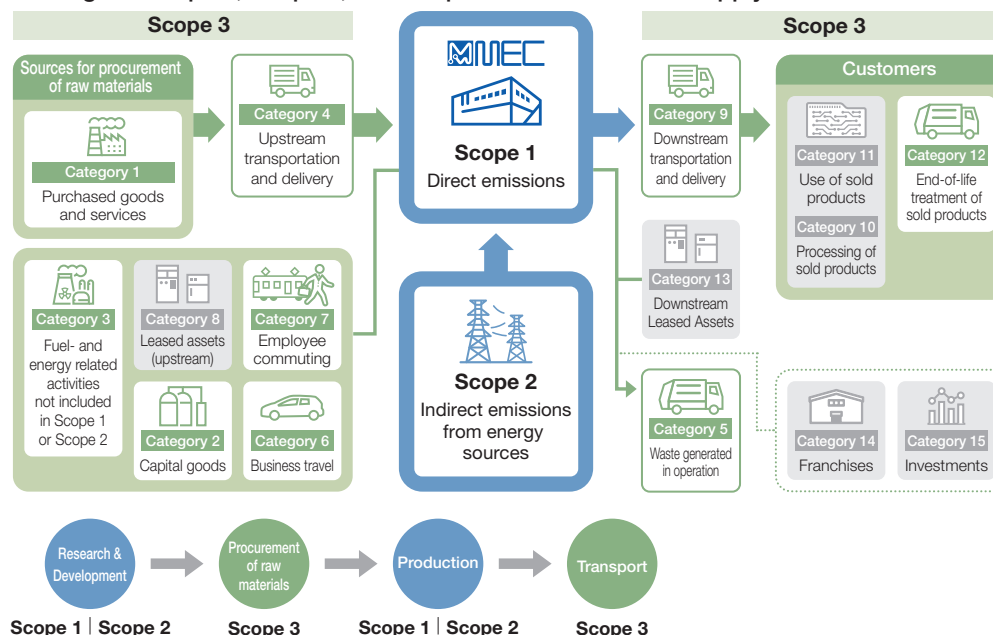 Scope 3
Scope 3
Sources for procurement
of raw materials
Category 1
Purchased goods
and services
Category 4
Upstream
transportation
and delivery
MEC
Scope 1
Direct emissions
Category 9
Downstream
transportation
and delivery
Customers
Category 11
Use of sold
products
Category 10
Processing of
sold products
Category 12
End-of-life
treatment of
sold products
Category 3
Fuel- and
energy related
activities
not included
in Scope 1
or Scope 2
Category 8
Leased assets
(upstream)
Category 7
Employee
commuting
Category 2
Capital goods
Category 6
Business travel
Scope 2
Indirect emissions
from energy
sources
Category 13
Downstream
Leased Assets
Category 5
Waste generated
in operation
Category 14
Franchises
Category 15
Investments
Research &
Development
Procurement
of raw
materials
Production
Transport
Scope 1 | Scope 2
Scope 3
Scope 1 | Scope 2
Scope 3